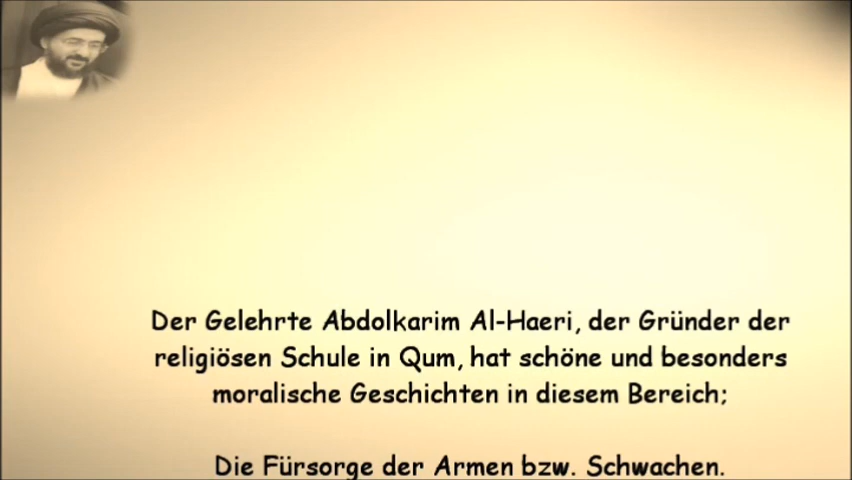 Der Gelehrte Abdolkarim Al-Haeri, der Gründer der
religiösen Schule in Qum, hat schöne und besonders
moralische Geschichten in diesem Bereich;
Die Fürsorge der Armen bzw. Schwachen.